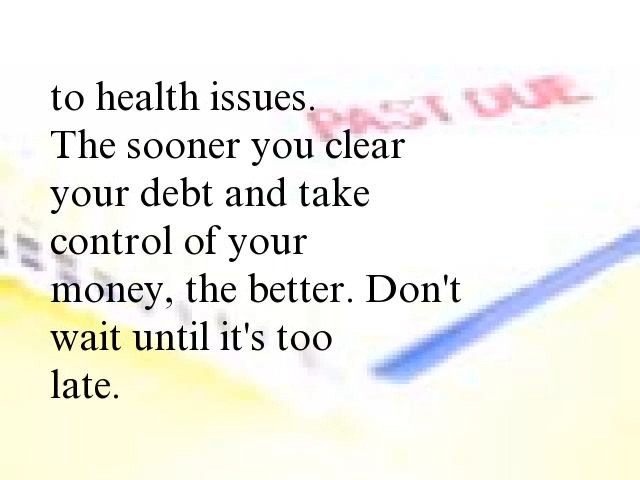 to health issues.
PAST DUE
The sooner you clear
your debt and take
control of your
money, the better. Don't
wait until it's too
late.